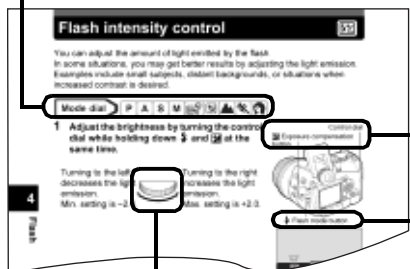 Flash intensity control
You can adjust the amount of light emitted by the flash
In some situations, you may get better results by adjusting the light emission.
Examples include small subjects, distant backgrounds, or situations when
increased contrast is desired.
Mode dial P A S M
1 Adjust the brightness by turning the control
dial while holding down and at the
same time.
Turning to the left
decreases the light
emission.
Min. setting is –2.
Turning to the right
increases the light
emission.
Max. setting is +2.0.
Control dial
Exposure compensation
button
Flash mode button
4
Flash